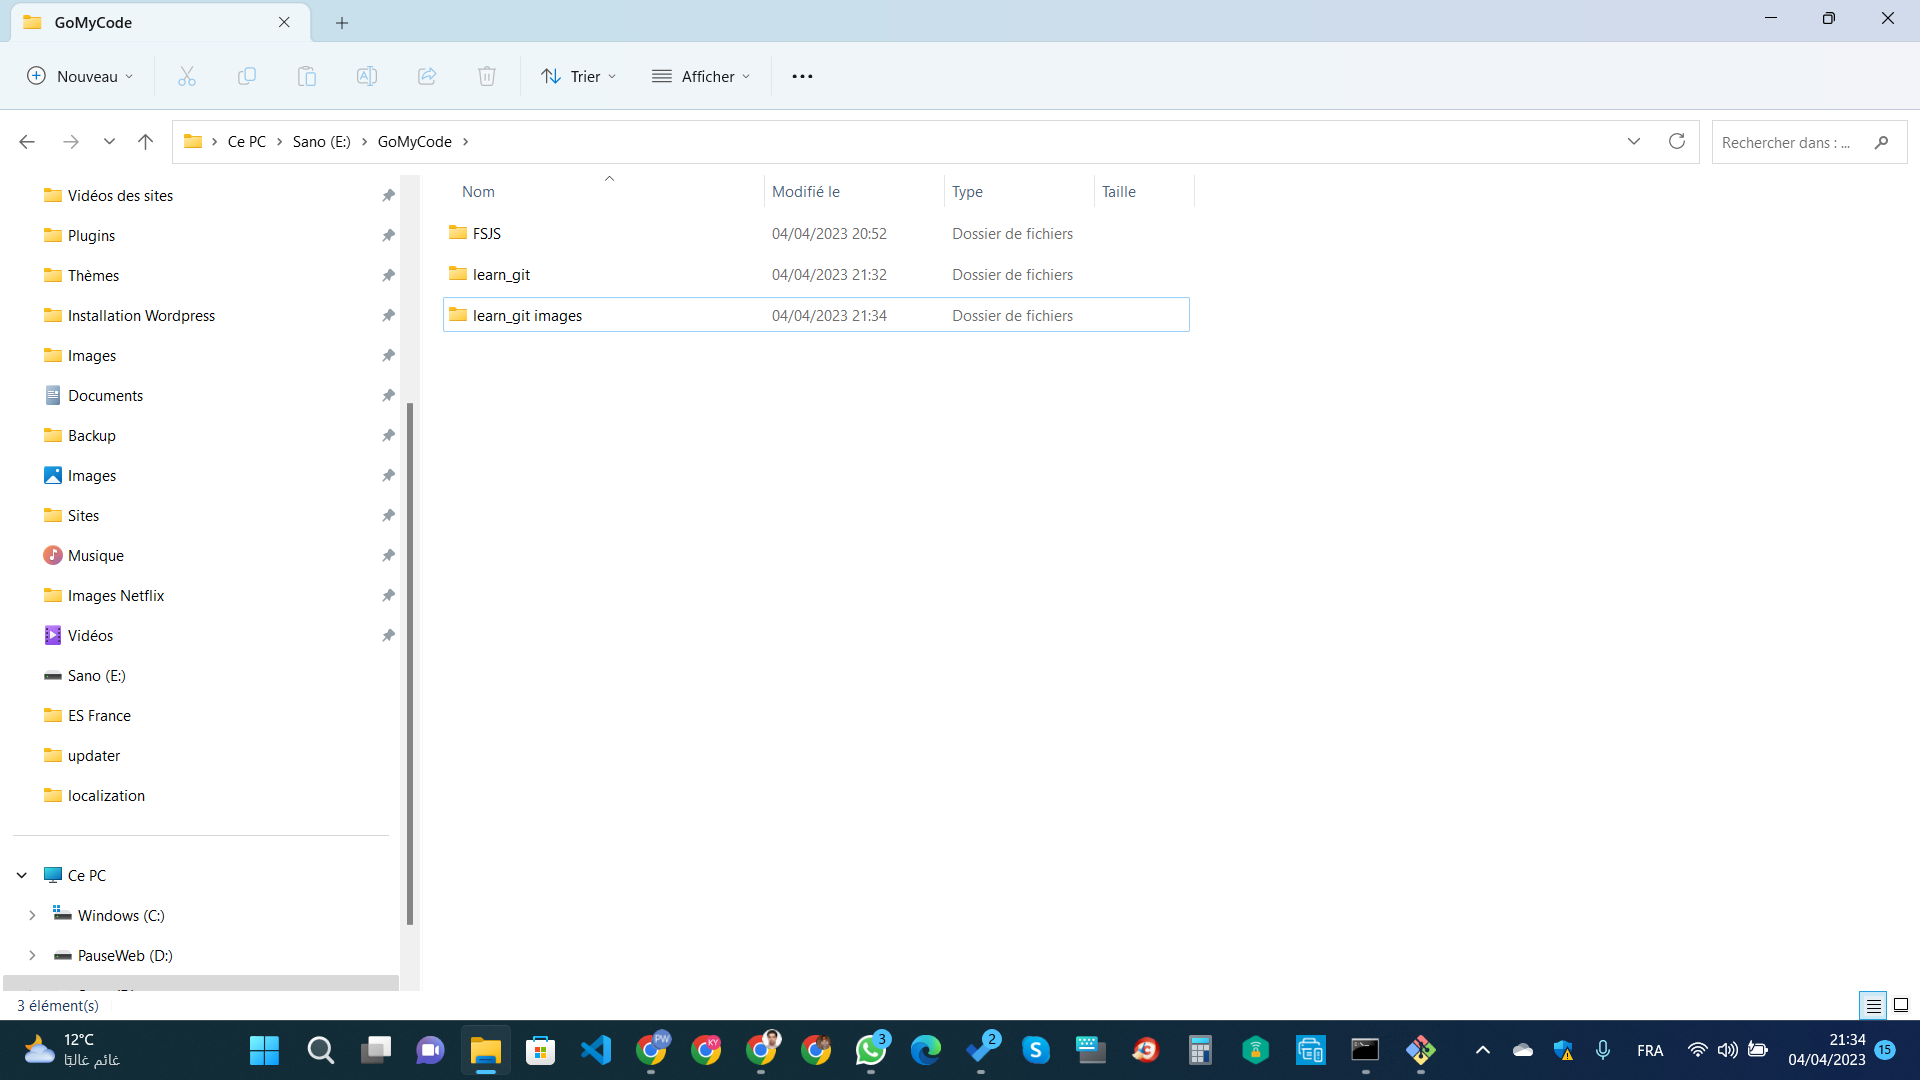 GoMyCode
Nouveau
Trier
Afficher
Ce PC
Sano (E:)
GoMyCode
Rechercher dans : ...
Vidéos des sites
Plugins
Thèmes
Installation Wordpress
Images
Documents
Backup
Images
Sites
Musique
Images Netflix
Vidéos
Sano (E:)
ES France
updater
localization
Ce PC
Windows (C:)
PauseWeb (D:)
Nom
Modifié le
Type
Taille
FSJS
04/04/2023 20:52
Dossier de fichiers
learn_git
04/04/2023 21:32
Dossier de fichiers
learn_git images
04/04/2023 21:34
Dossier de fichiers
3 élément(s)
12°C
غائم غالبًا
PW
KY
3
2
S
FRA
21:34
04/04/2023
15